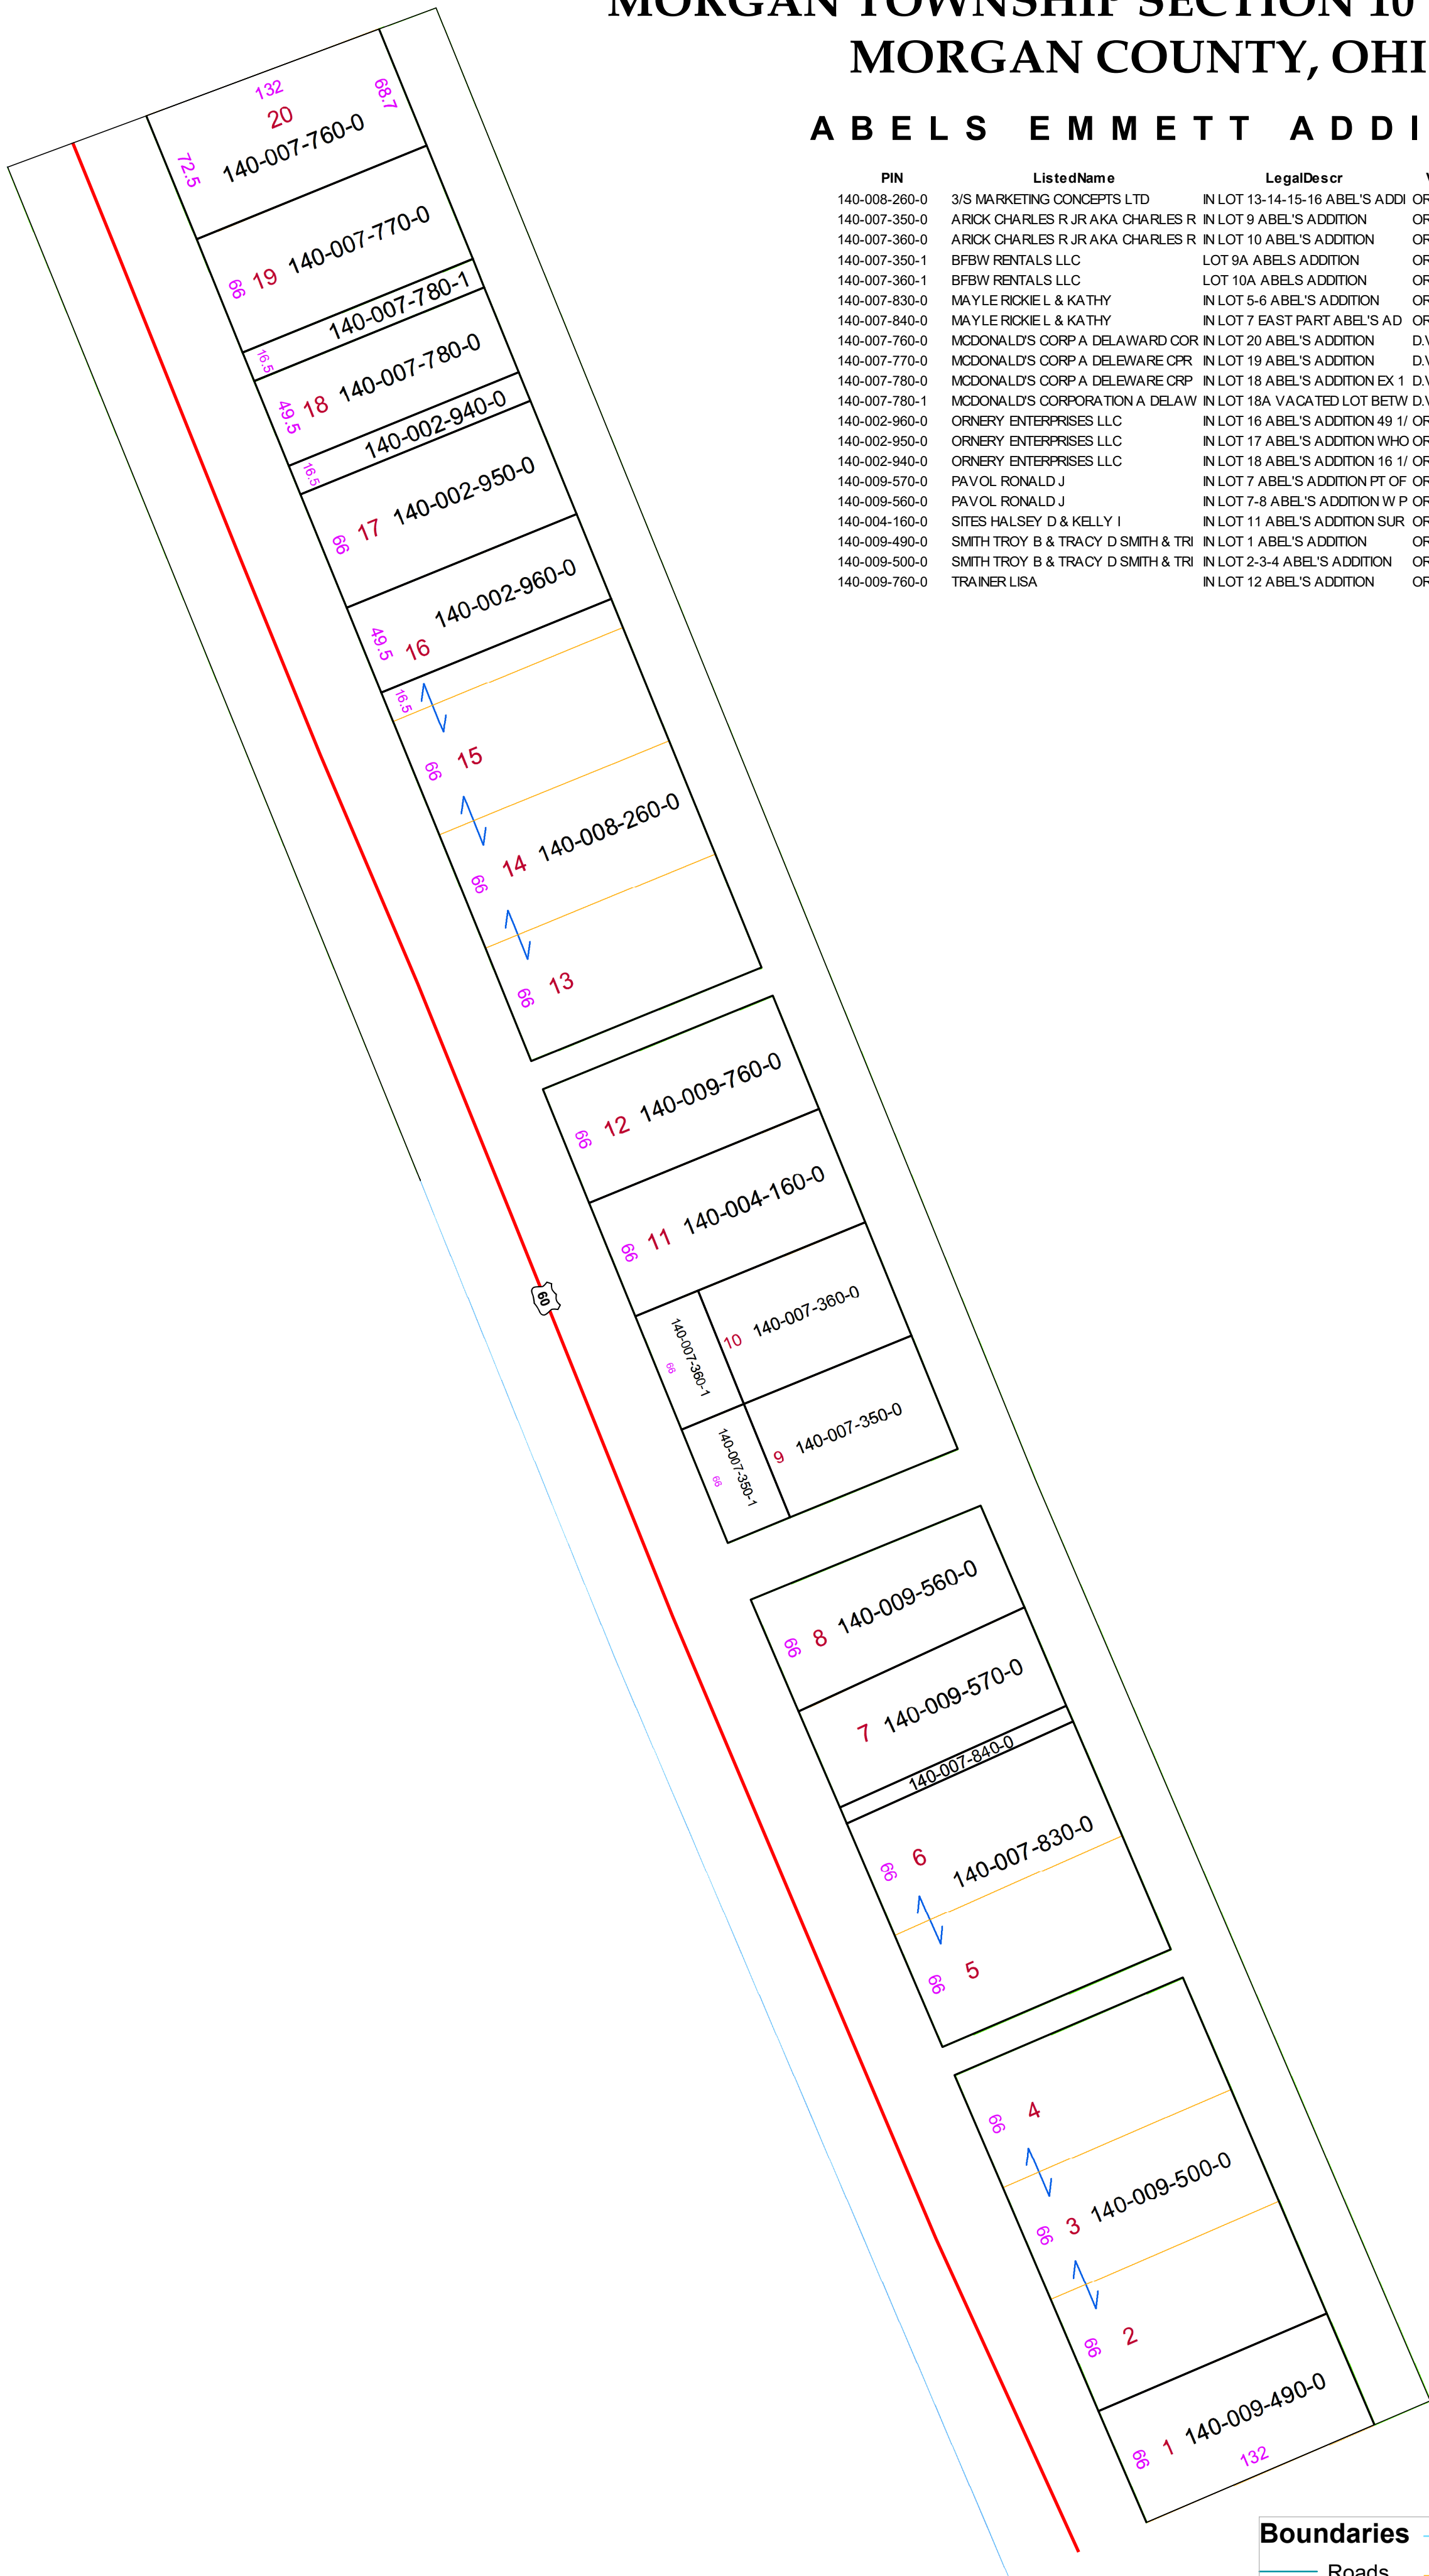 MORGAN TOWNSHIP SECTION 10
MORGAN COUNTY, OHI
ABELS EMMETT ADDI
PIN ListedName LegalDescr
140-008-260-0 3/S MARKETING CONCEPTS LTD IN LOT 13-14-15-16 ABEL'S ADDI OR
140-007-350-0 ARICK CHARLES R JR AKA CHARLES R IN LOT 9 ABEL'S ADDITION OR
140-007-360-0 ARICK CHARLES R JR AKA CHARLES R IN LOT 10 ABEL'S ADDITION OR
140-007-350-1 BFBW RENTALS LLC LOT 9A ABELS ADDITION OR
140-007-360-1 BFBW RENTALS LLC LOT 10A ABELS ADDITION OR
140-007-830-0 MAYLE RICKIE L & KATHY IN LOT 5-6 ABEL'S ADDITION OR
140-007-840-0 MAYLE RICKIE L & KATHY IN LOT 7 EAST PART ABEL'S AD OR
140-007-760-0 MCDONALD'S CORP A DELAWARD COR IN LOT 20 ABEL'S ADDITION D.V
140-007-770-0 MCDONALD'S CORP A DELEWARE CPR IN LOT 19 ABEL'S ADDITION D.V
140-007-780-0 MCDONALD'S CORP A DELEWARE CRP IN LOT 18 ABEL'S ADDITION EX 1 D.V
140-007-780-1 MCDONALD'S CORPORATION A DELAW IN LOT 18A VACATED LOT BETW D.V
140-002-960-0 ORNERY ENTERPRISES LLC IN LOT 16 ABEL'S ADDITION 49 1/ OR
140-002-950-0 ORNERY ENTERPRISES LLC IN LOT 17 ABEL'S ADDITION WHO OR
140-002-940-0 ORNERY ENTERPRISES LLC IN LOT 18 ABEL'S ADDITION 16 1/ OR
140-009-570-0 PAVOL RONALD J IN LOT 7 ABEL'S ADDITION PT OF OR
140-009-560-0 PAVOL RONALD J IN LOT 7-8 ABEL'S ADDITION W P OR
140-004-160-0 SITES HALSEY D & KELLY I IN LOT 11 ABEL'S ADDITION SUR OR
140-009-490-0 SMITH TROY B & TRACY D SMITH & TRI IN LOT 1 ABEL'S ADDITION OR
140-009-500-0 SMITH TROY B & TRACY D SMITH & TRI IN LOT 2-3-4 ABEL'S ADDITION OR
140-009-760-0 TRAINER LISA IN LOT 12 ABEL'S ADDITION OR
132
68.7
20
72.5
140-007-760-0
66 19 140-007-770-0
16.5 140-007-780-1
49.5 18 140-007-780-0
16.5 140-002-940-0
66 17 140-002-950-0
49.5 16 140-002-960-0
16.5
66 15
66 14 140-008-260-0
66 13
66 12 140-009-760-0
66 11 140-004-160-0
60
66 140-007-360-1
10 140-007-360-0
66 140-007-350-1
9 140-007-350-0
66 8 140-009-560-0
7 140-009-570-0
140-007-840-0
66 6 140-007-830-0
66 5
66 4
66 3 140-009-500-0
66 2
66 1 140-009-490-0
132
Boundaries
Roads